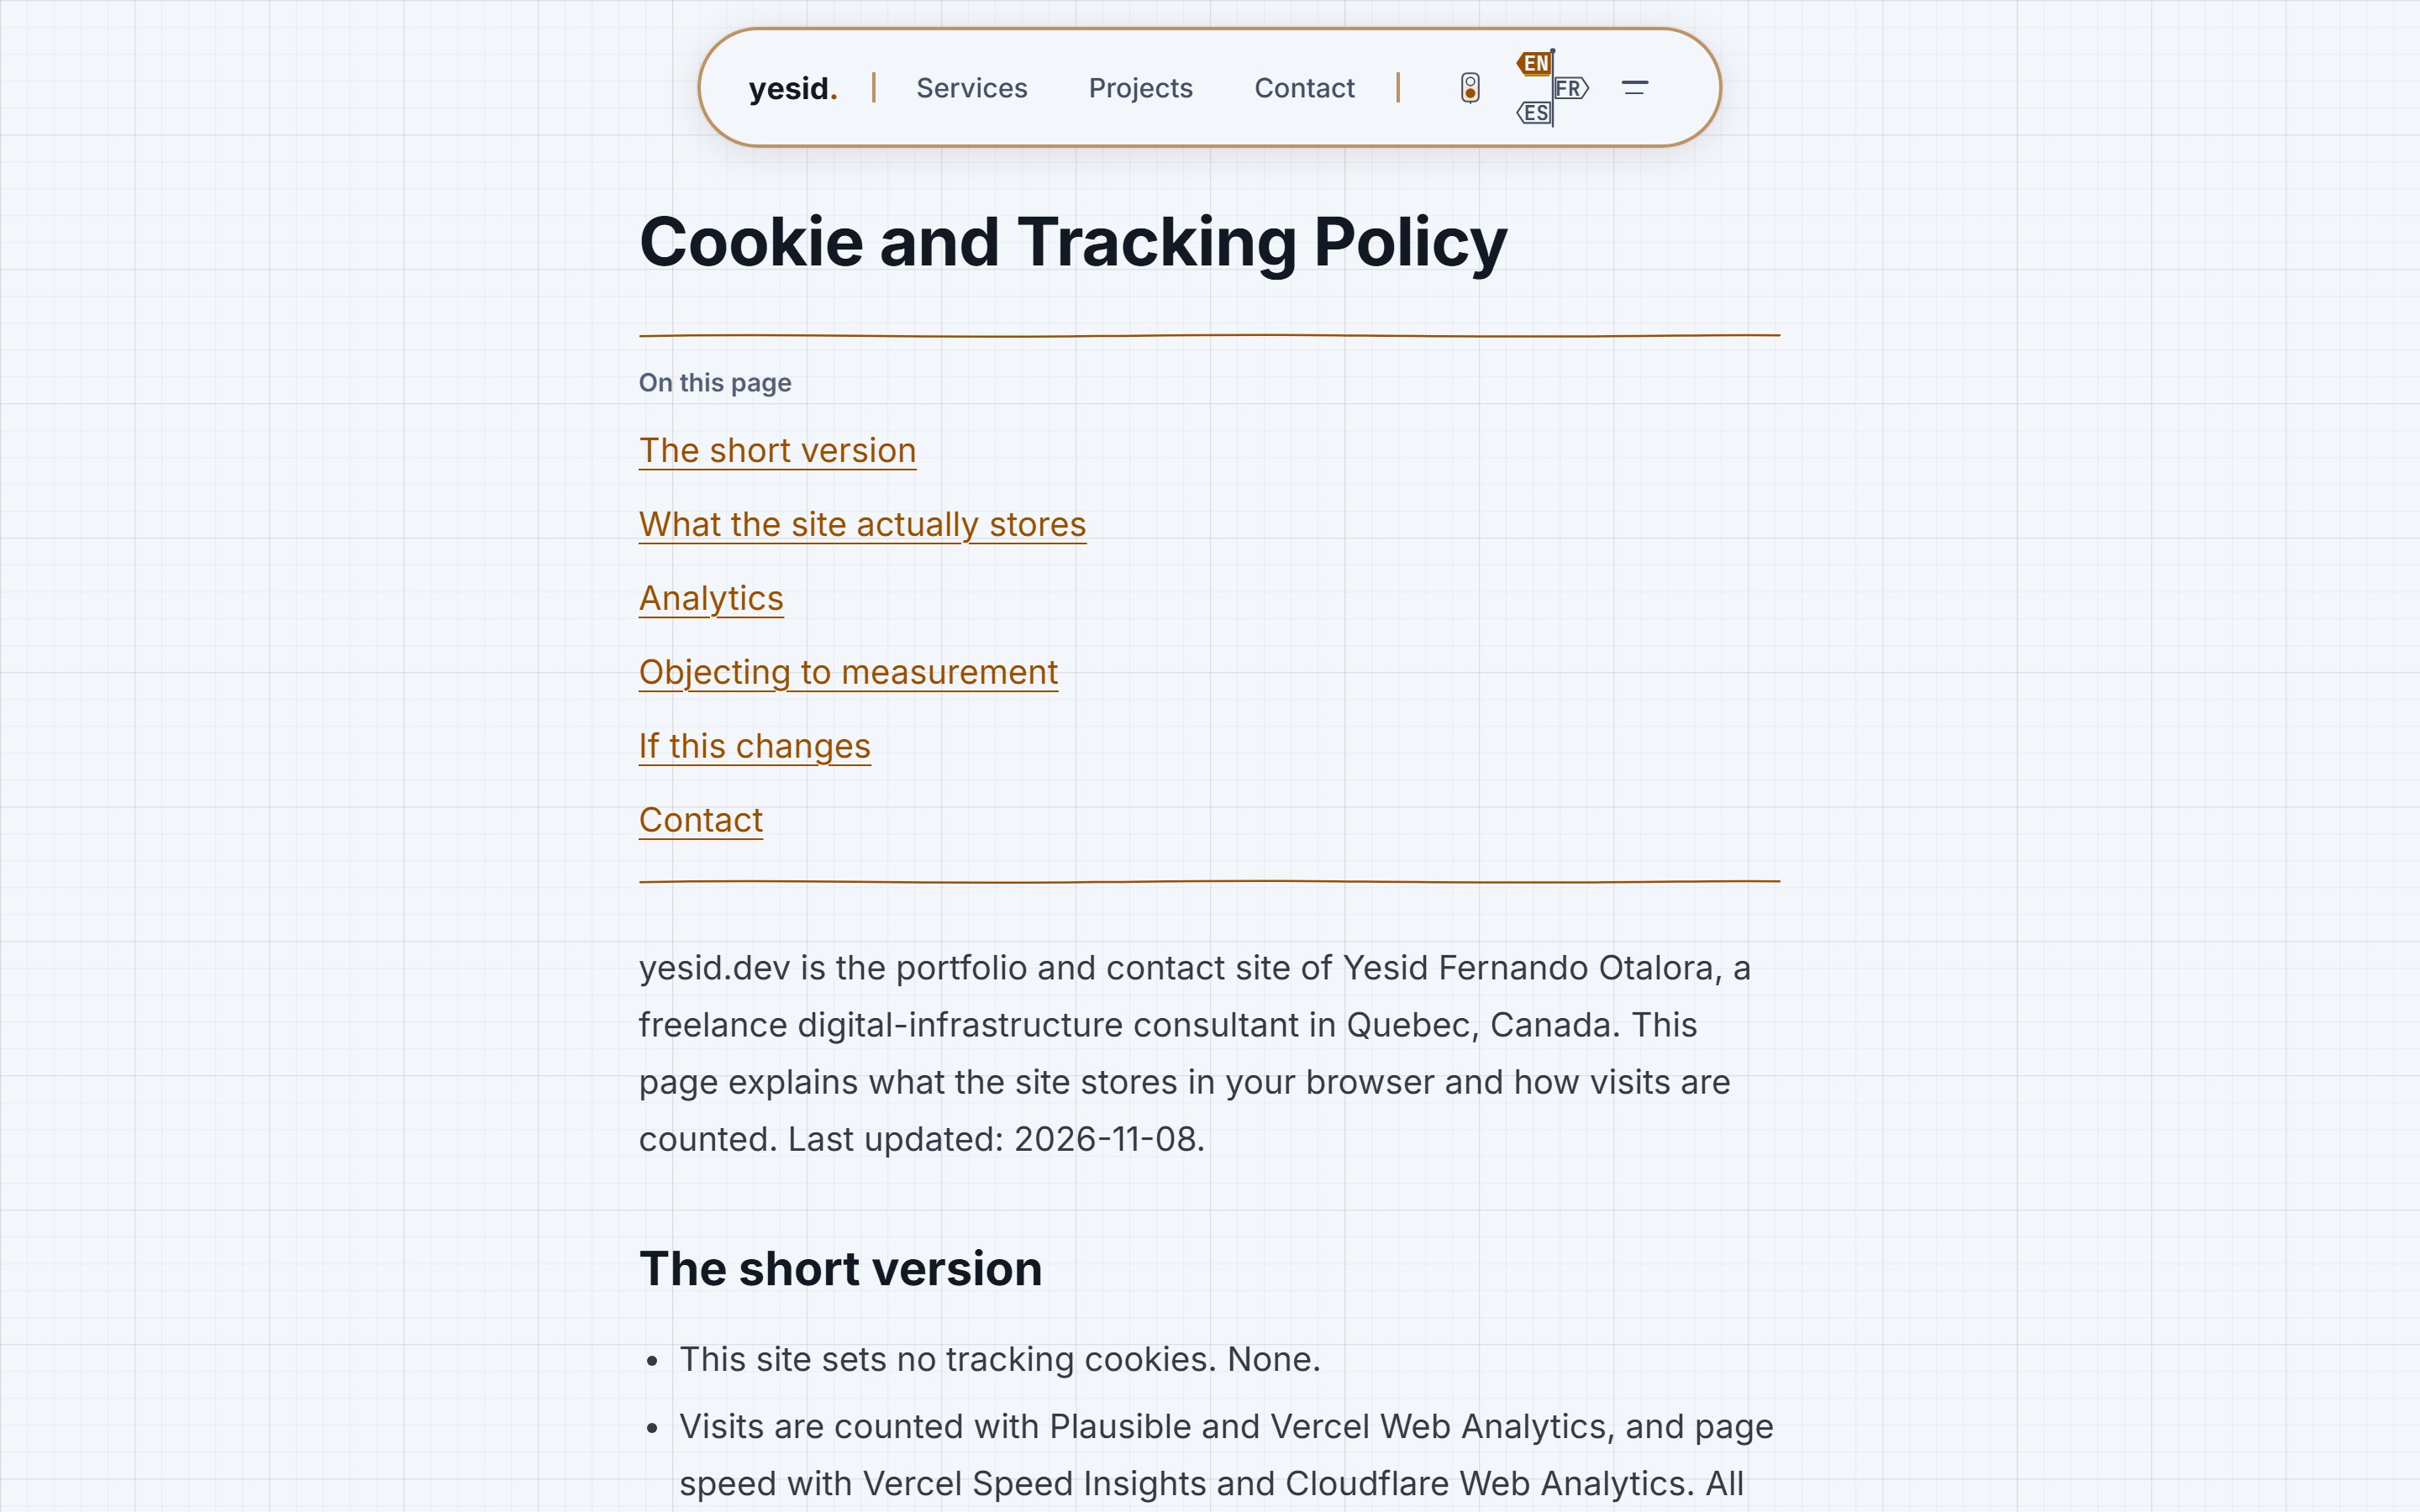 yesid.
Services
Projects
Contact
EN
FR
ES
Cookie and Tracking Policy
On this page
The short version
What the site actually stores
Analytics
Objecting to measurement
If this changes
Contact
yesid.dev is the portfolio and contact site of Yesid Fernando Otalora, a
freelance digital-infrastructure consultant in Quebec, Canada. This
page explains what the site stores in your browser and how visits are
counted. Last updated: 2026-11-08.
The short version
• This site sets no tracking cookies. None.
• Visits are counted with Plausible and Vercel Web Analytics, and page
speed with Vercel Speed Insights and Cloudflare Web Analytics. All